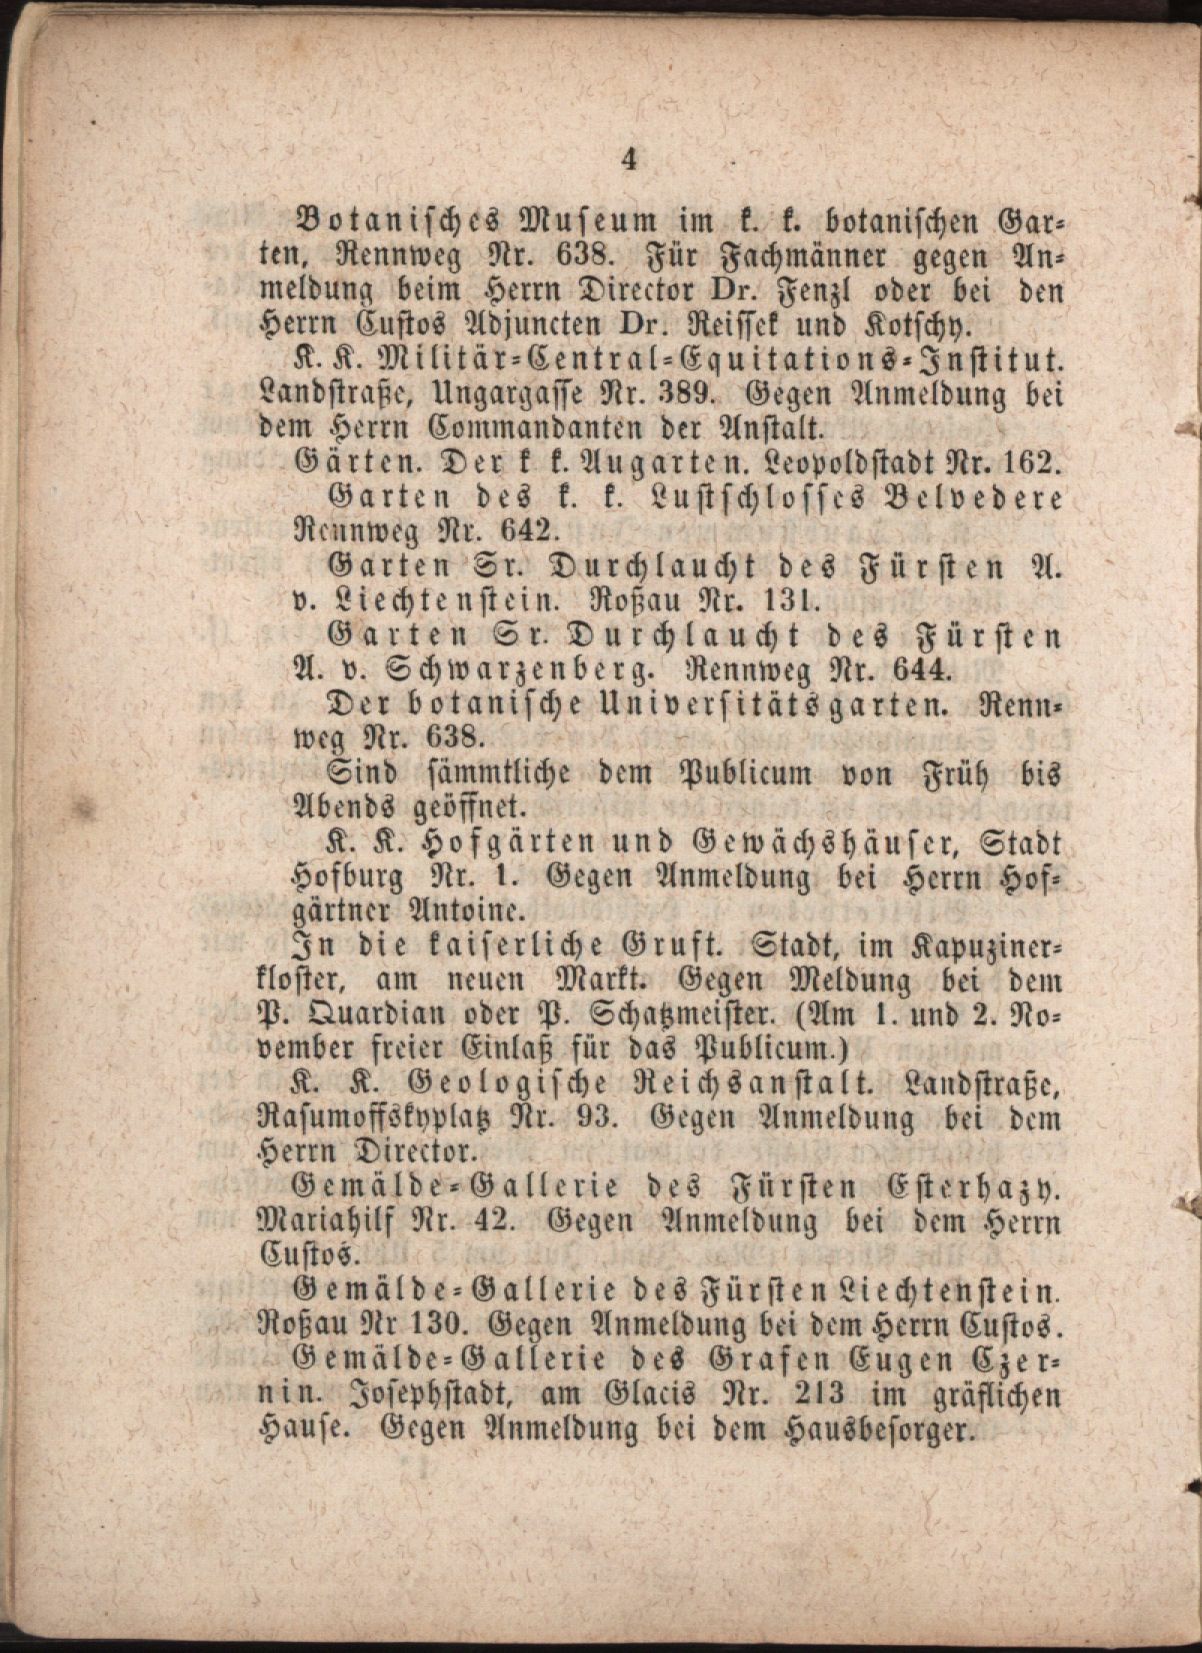 4
Botanisches Museum im k. k. botanischen Gar-
ten, Rennweg Nr. 638. Für Fachmänner gegen An-
meldung beim Herrn Director Dr. Fenzl oder bei den
Herrn Custos Adjuncten Dr. Reissek und Kotschy.
K. K. Militär-Central-Equitations-Institut.
Landstraße, Ungargasse Nr. 389. Gegen Anmeldung bei
dem Herrn Commandanten der Anstalt.
Gärten. Der k k. Augarten. Leopoldstadt Nr. 162.
Garten des k. k. Lustschlosses Belvedere
Rennweg Nr. 642.
Garten Sr. Durchlaucht des Fürsten A.
v. Liechtenstein. Roßau Nr. 131.
Garten Sr. Durchlaucht des Fürsten
A. v. Schwarzenberg. Rennweg Nr. 644.
Der botanische Universitätsgarten. Renn-
weg Nr. 638.
Sind sämmtliche dem Publicum von Früh bis
Abends geöffnet.
K. K. Hofgärten und Gewächshäuser, Stadt
Hofburg Nr. 1. Gegen Anmeldung bei Herrn Hof-
gärtner Antoine.
In die kaiserliche Gruft. Stadt, im Kapuziner-
kloster, am neuen Markt. Gegen Meldung bei dem
P. Quardian oder P. Schatzmeister. (Am 1. und 2. No-
vember freier Einlaß für das Publicum.)
K. K. Geologische Reichsanstalt. Landstraße,
Rasumoffskyplatz Nr. 93. Gegen Anmeldung bei dem
Herrn Director.
Gemälde-Gallerie des Fürsten Esterhazy.
Mariahilf Nr. 42. Gegen Anmeldung bei dem Herrn
Custos.
Gemälde-Gallerie des Fürsten Liechtenstein.
Roßau Nr 130. Gegen Anmeldung bei dem Herrn Custos.
Gemälde-Gallerie des Grafen Eugen Czer-
nin. Josephstadt, am Glacis Nr. 213 im gräflichen
Hause. Gegen Anmeldung bei dem Hausbesorger.